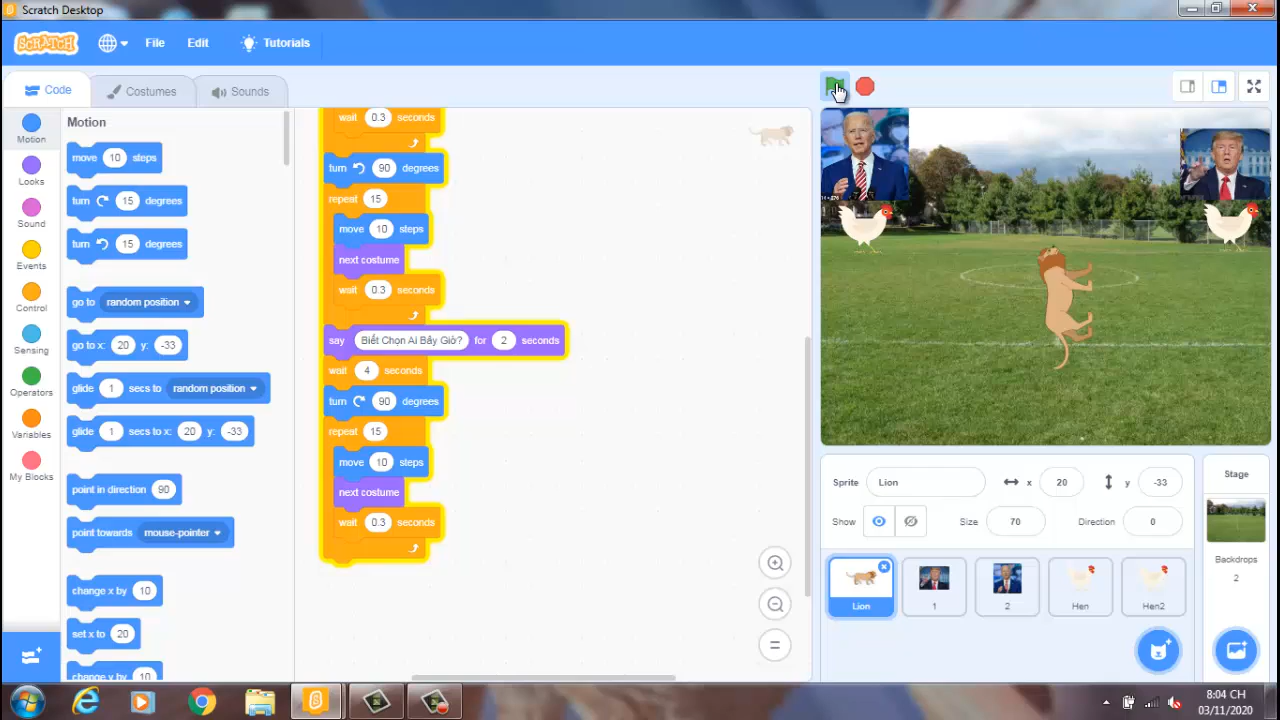 Scratch Desktop
SCRATCH File Edit Tutorials
Code Costumes Sounds
Motion
Looks
Sound
Events
Control
Sensing
Operators
Variables
My Blocks
Motion
move 10 steps
turn 15 degrees
turn 15 degrees
go to random position
go to x: 20 y: -33
glide 1 secs to random position
glide 1 secs to x: 20 y: -33
point in direction 90
point towards mouse-pointer
change x by 10
set x to 20
change y by 10
wait 0.3 seconds
turn 90 degrees
repeat 15
move 10 steps
next costume
wait 0.3 seconds
say Biết Chọn Ai Bây Giờ? for 2 seconds
wait 4 seconds
turn 90 degrees
repeat 15
move 10 steps
next costume
wait 0.3 seconds
Sprite Lion x 20 y -33
Show Size 70 Direction 0
Lion
1
2
Hen
Hen2
Stage
Backdrops
2
8:04 CH
03/11/2020